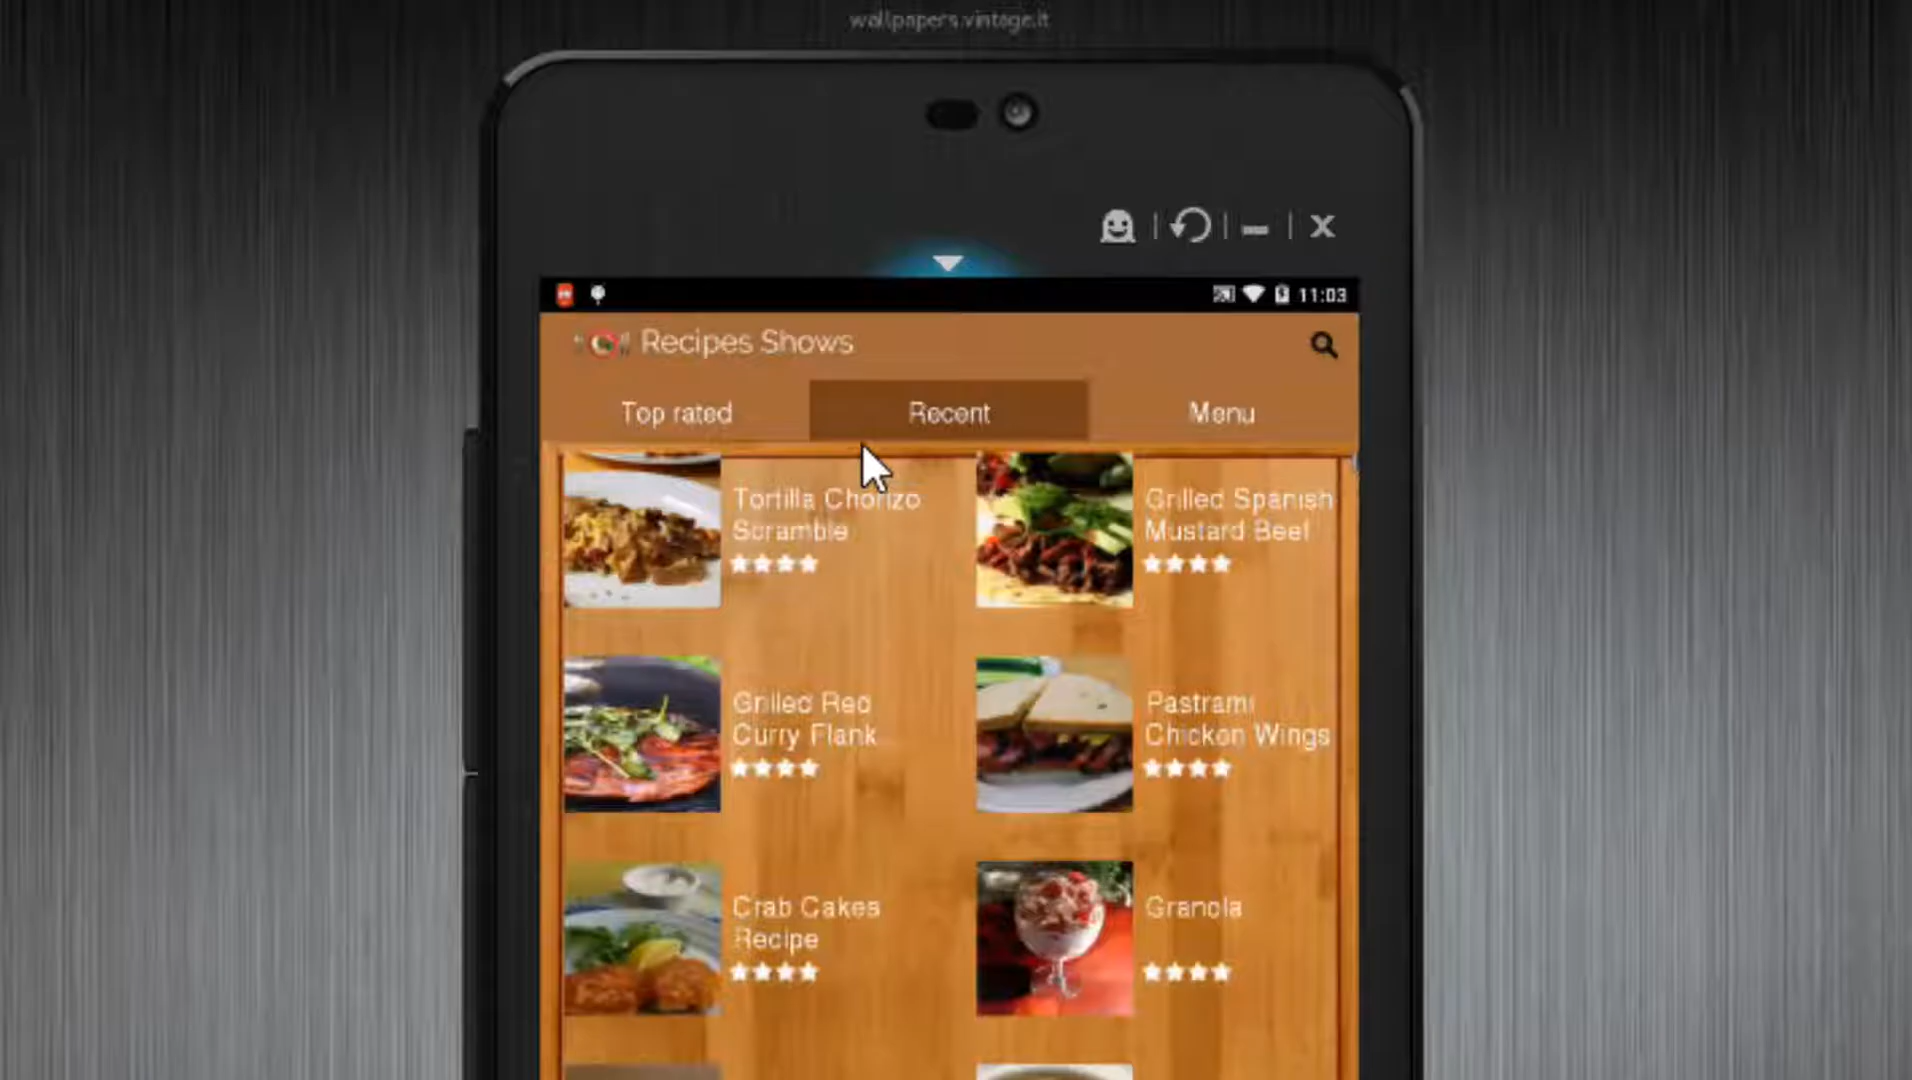 wallpapers.vintage.it
11:03
Recipes Shows
Top rated
Recent
Menu
Tortilla Chorizo
Scramble
Grilled Spanish
Mustard Beef
Grilled Red
Curry Flank
Pastrami
Chicken Wings
Crab Cakes
Recipe
Granola